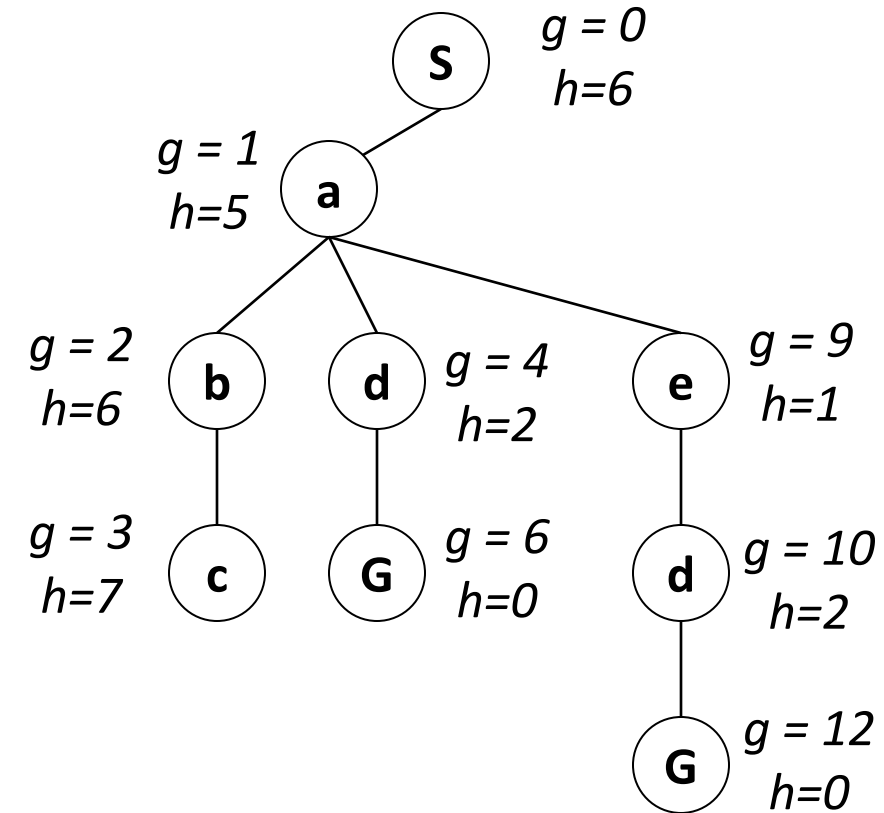 S
g = 0
h=6
g = 1
h=5
a
g = 2
h=6
b
d
g = 4
h=2
e
g = 9
h=1
g = 3
h=7
c
G
g = 6
h=0
d
g = 10
h=2
G
g = 12
h=0